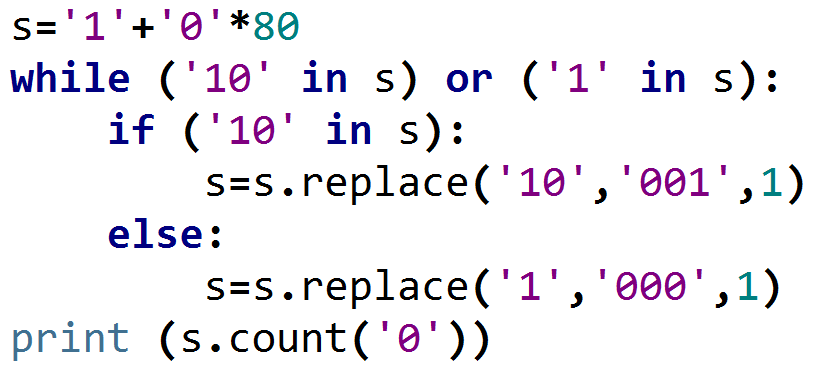 s='1'+'0'*80
while ('10' in s) or ('1' in s):
    if ('10' in s):
        s=s.replace('10','001',1)
    else:
        s=s.replace('1','000',1)
print (s.count('0'))